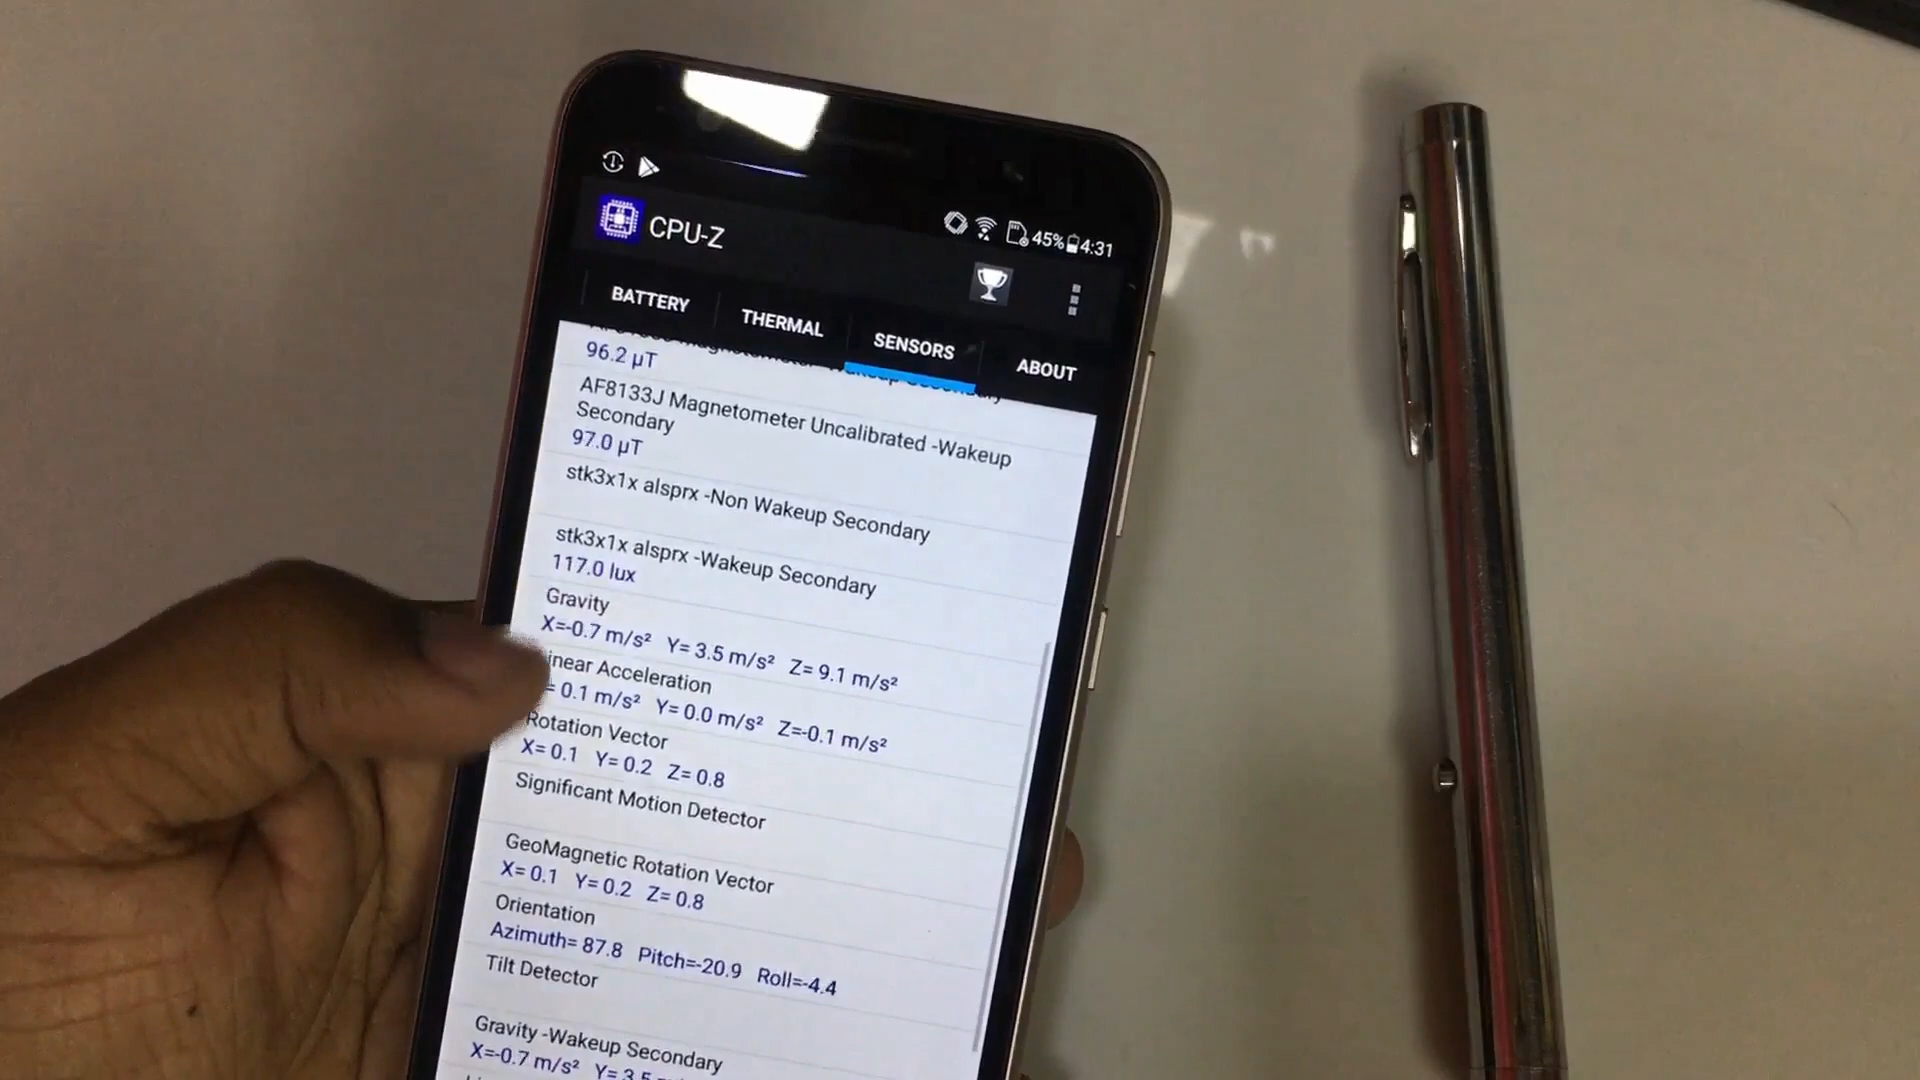 45% 4:31
CPU-Z
BATTERY THERMAL SENSORS ABOUT
96.2 µT
AF8133J Magnetometer Uncalibrated -Wakeup
Secondary
97.0 µT
stk3x1x alsprx -Non Wakeup Secondary
stk3x1x alsprx -Wakeup Secondary
117.0 lux
Gravity
X=-0.7 m/s² Y= 3.5 m/s² Z= 9.1 m/s²
inear Acceleration
= 0.1 m/s² Y= 0.0 m/s² Z=-0.1 m/s²
Rotation Vector
X= 0.1 Y= 0.2 Z= 0.8
Significant Motion Detector
GeoMagnetic Rotation Vector
X= 0.1 Y= 0.2 Z= 0.8
Orientation
Azimuth= 87.8 Pitch=-20.9 Roll=-4.4
Tilt Detector
Gravity -Wakeup Secondary
X=-0.7 m/s² Y= 3.5